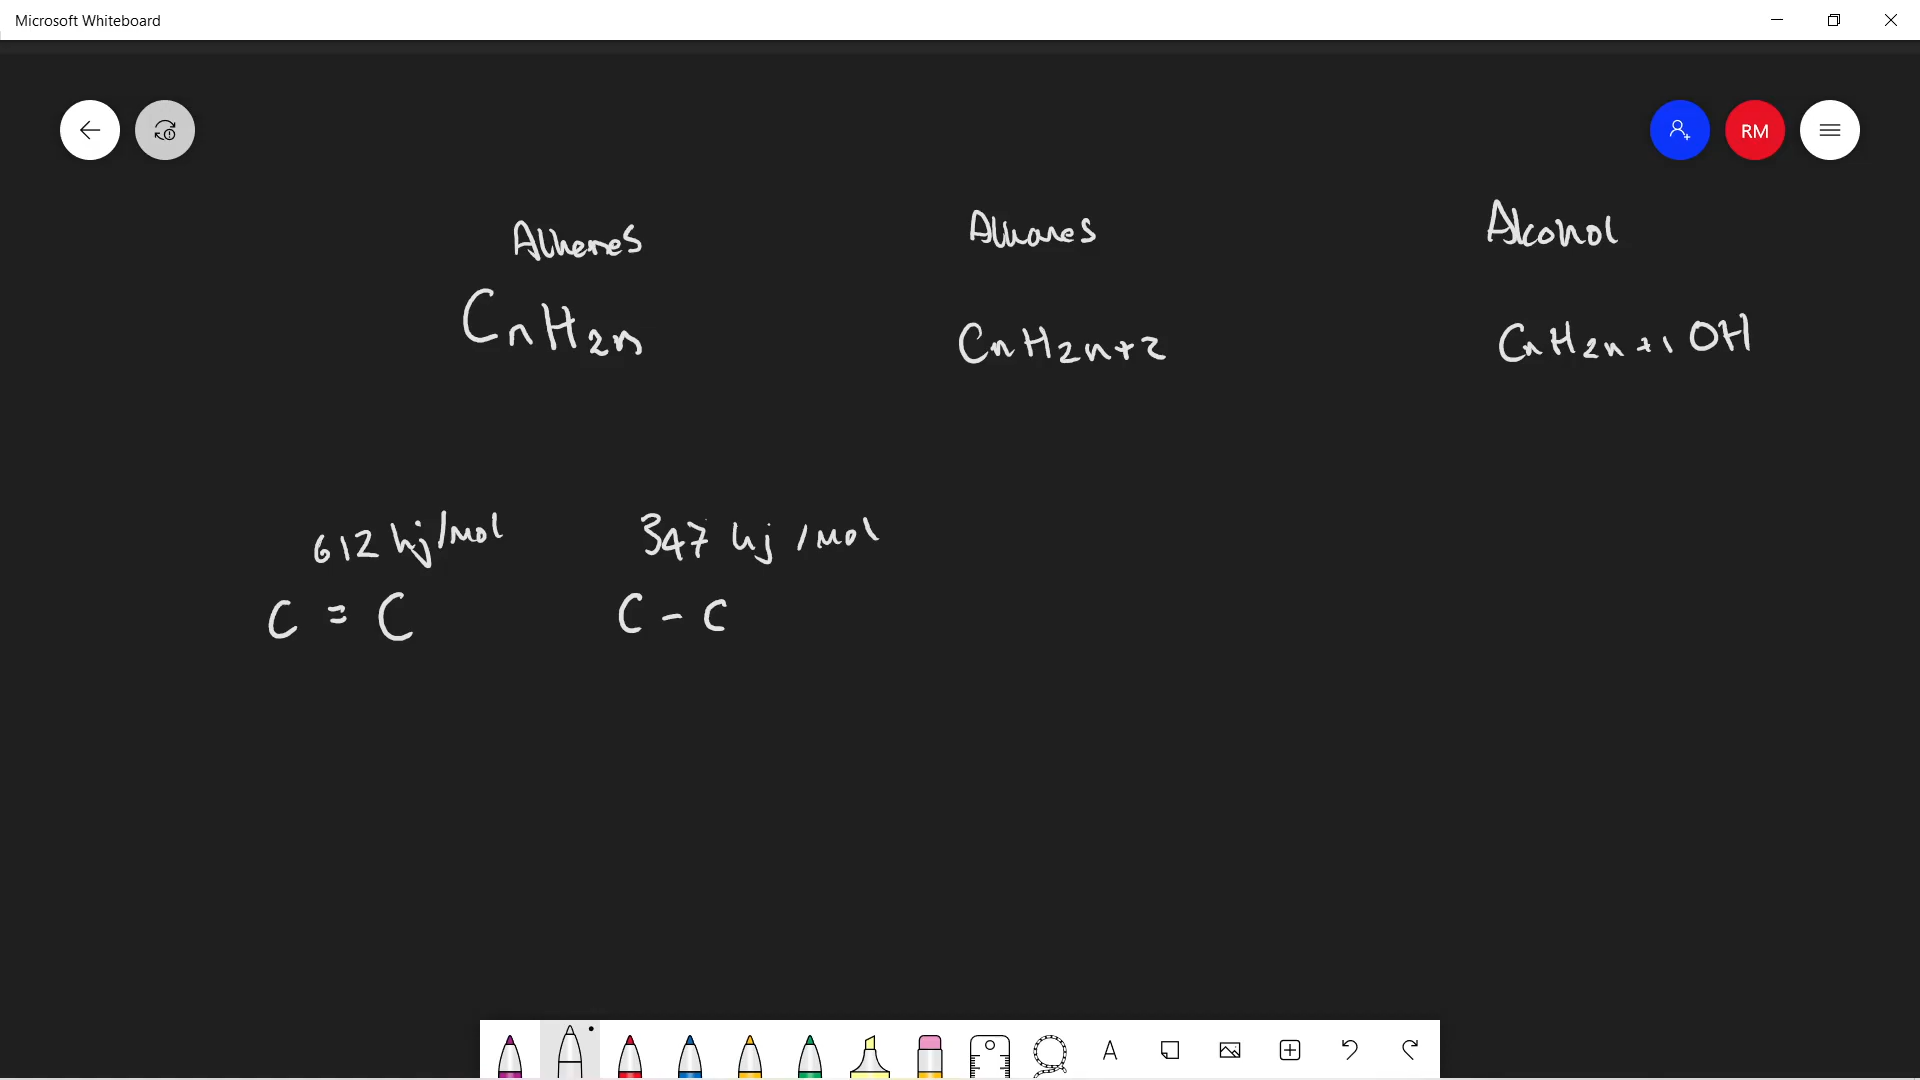 Microsoft Whiteboard
RM
Alkenes
Alkanes
Alcohol
CnH2n
CnH2n+2
CnH2n+1 OH
612 kj/mol
347 kj/mol
C = C
C - C
A